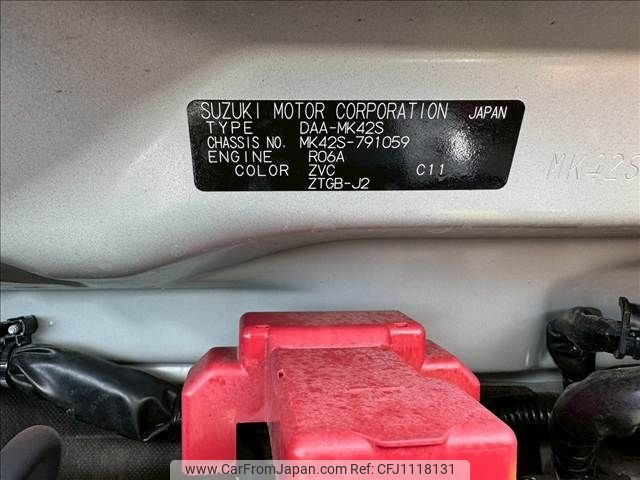 SUZUKI MOTOR CORPORATION JAPAN
TYPE DAA-MK42S
CHASSIS NO. MK42S-791059
ENGINE R06A
COLOR ZVC C11
ZTGB-J2
MK42S
www.CarFromJapan.com | CarFromJapan Ref. CFJ1118131